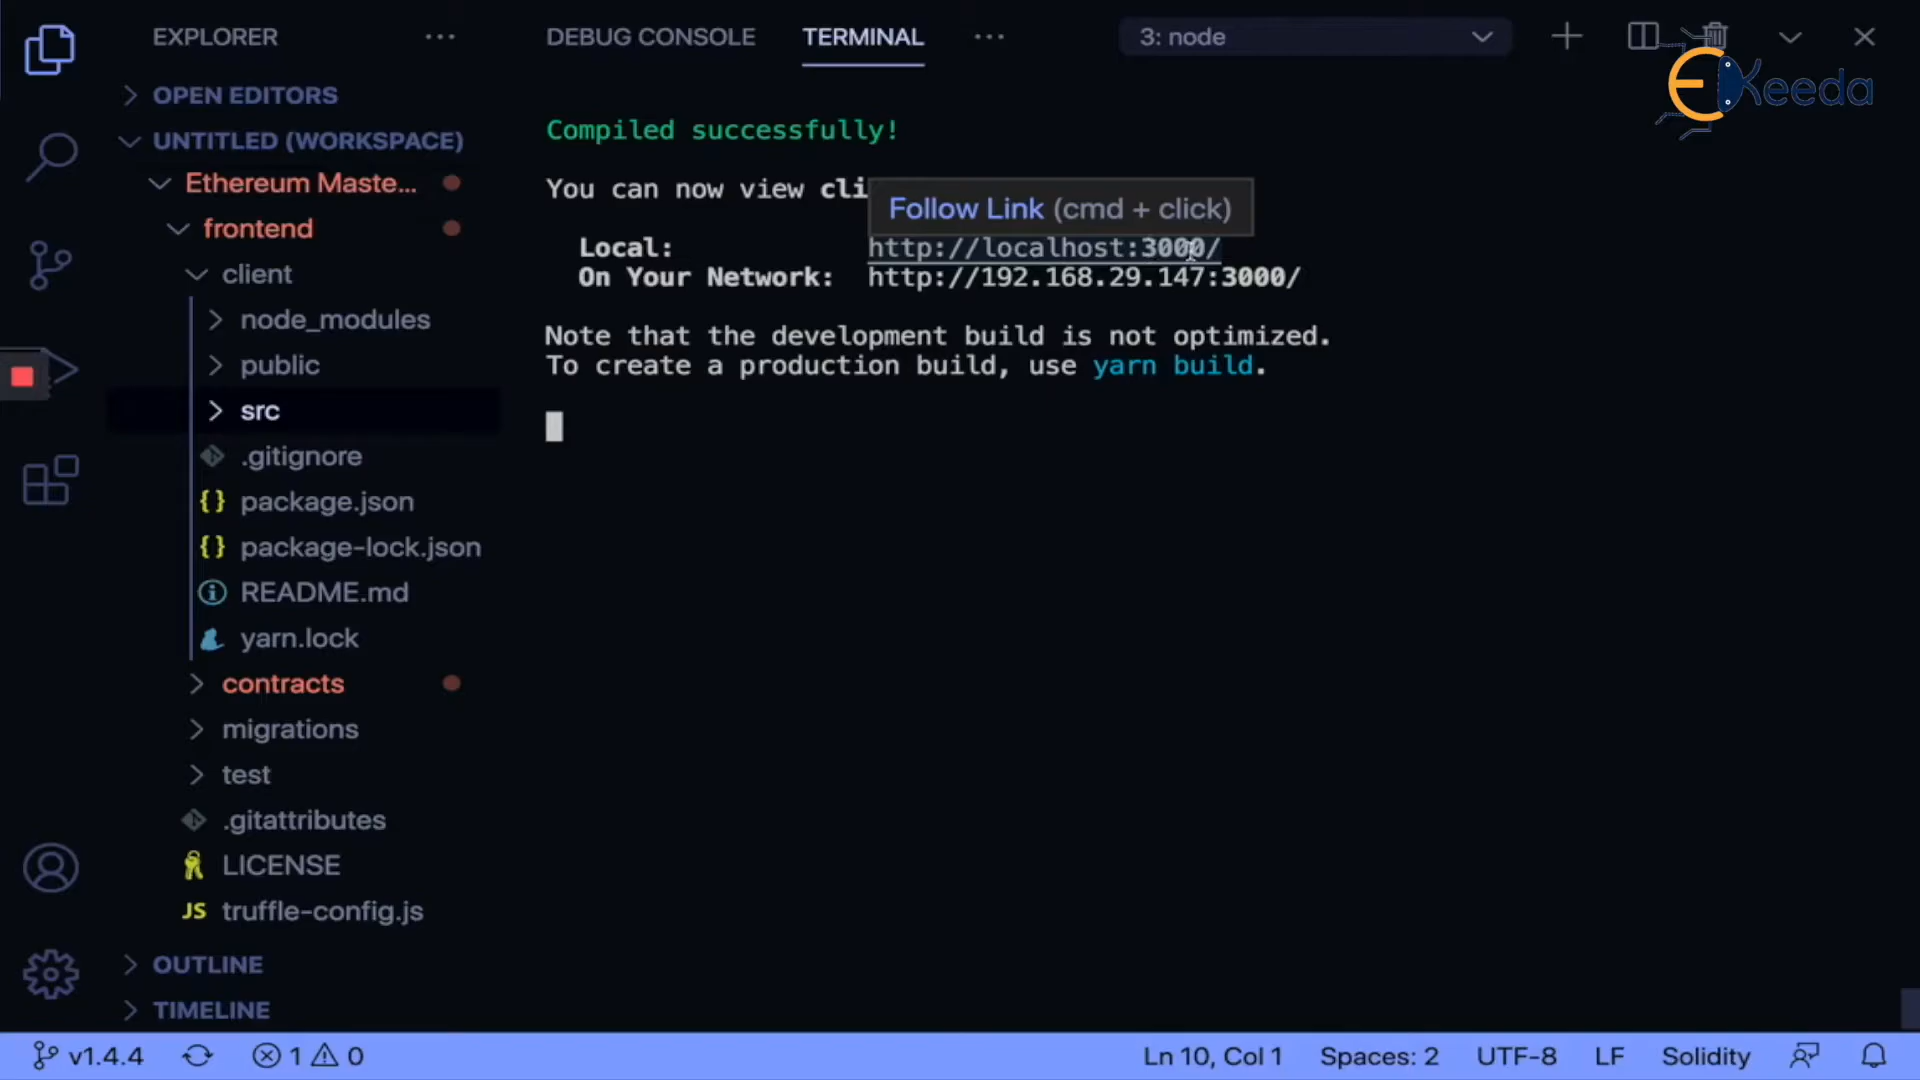 EXPLORER
OPEN EDITORS
UNTITLED (WORKSPACE)
Ethereum Maste...
frontend
client
node_modules
public
src
.gitignore
package.json
package-lock.json
README.md
yarn.lock
contracts
migrations
test
.gitattributes
LICENSE
JS truffle-config.js
OUTLINE
TIMELINE
DEBUG CONSOLE TERMINAL 3: node
EKeeda
Compiled successfully!
You can now view cli
Follow Link (cmd + click)
Local: http://localhost:3000/
On Your Network: http://192.168.29.147:3000/
Note that the development build is not optimized.
To create a production build, use yarn build.
v1.4.4 1 0 Ln 10, Col 1 Spaces: 2 UTF-8 LF Solidity